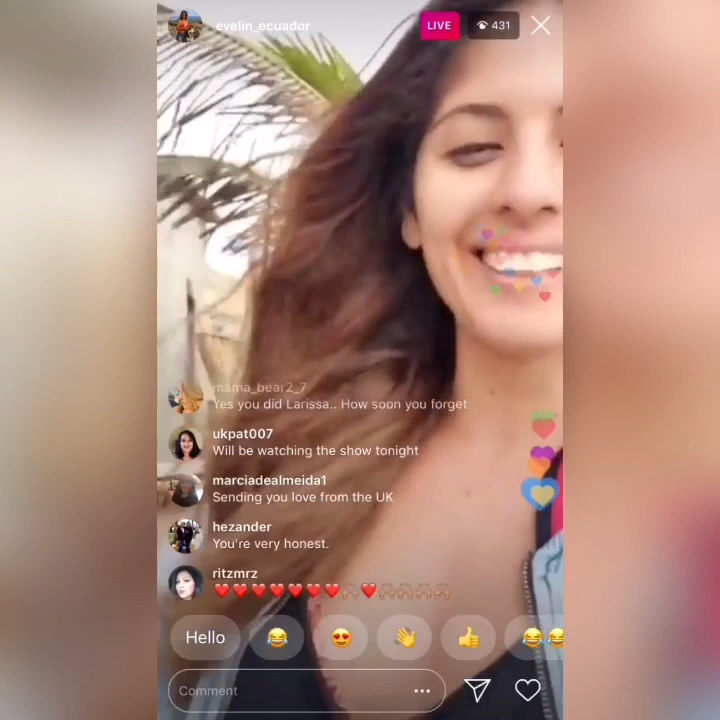 evelin_ecuador
LIVE
431
mama_bear2_7
Yes you did Larissa.. How soon you forget
ukpat007
Will be watching the show tonight
marciadealmeida1
Sending you love from the UK
hezander
You're very honest.
ritzmrz
❤️❤️❤️❤️❤️❤️❤️🙌🏼❤️🙌🏼🙌🏼🙌🏼🙌🏼
Hello 😂 😍 👋 👍 😂😂
Comment